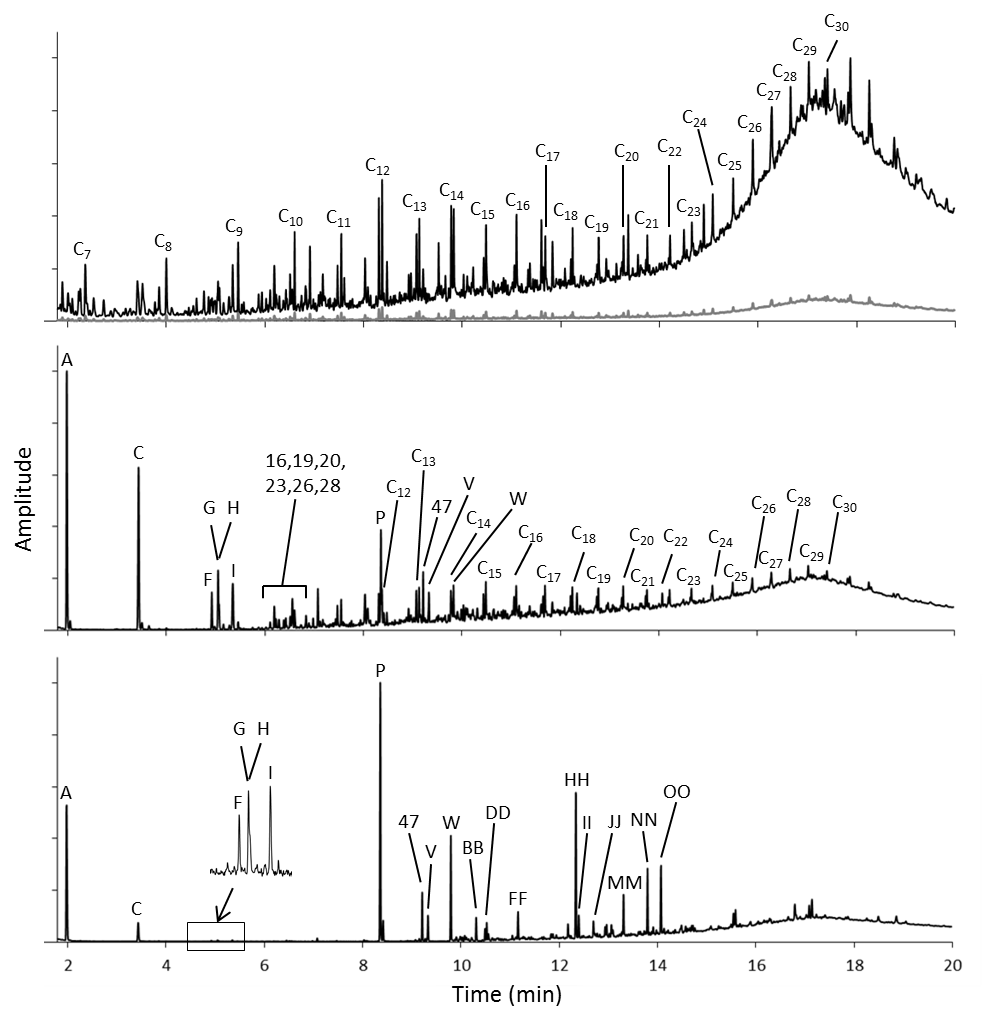 C30
C29
C28
C27
C24
C26
C17
C20
C22
C25
C12
C14
C16
C13
C15
C18
C23
C10
C11
C19
C21
C9
C7
C8
Amplitude
A
C
16,19,20,
23,26,28
C13
C12
47
V
W
G
H
P
C14
C16
C18
C20
C22
C24
C26
C28
C30
F
I
C15
C17
C19
C21
C23
C25
C27
C29
P
G
H
I
F
A
C
47
V
W
BB
DD
FF
HH
II
JJ
MM
NN
OO
2 4 6 8 10 12 14 16 18 20
Time (min)